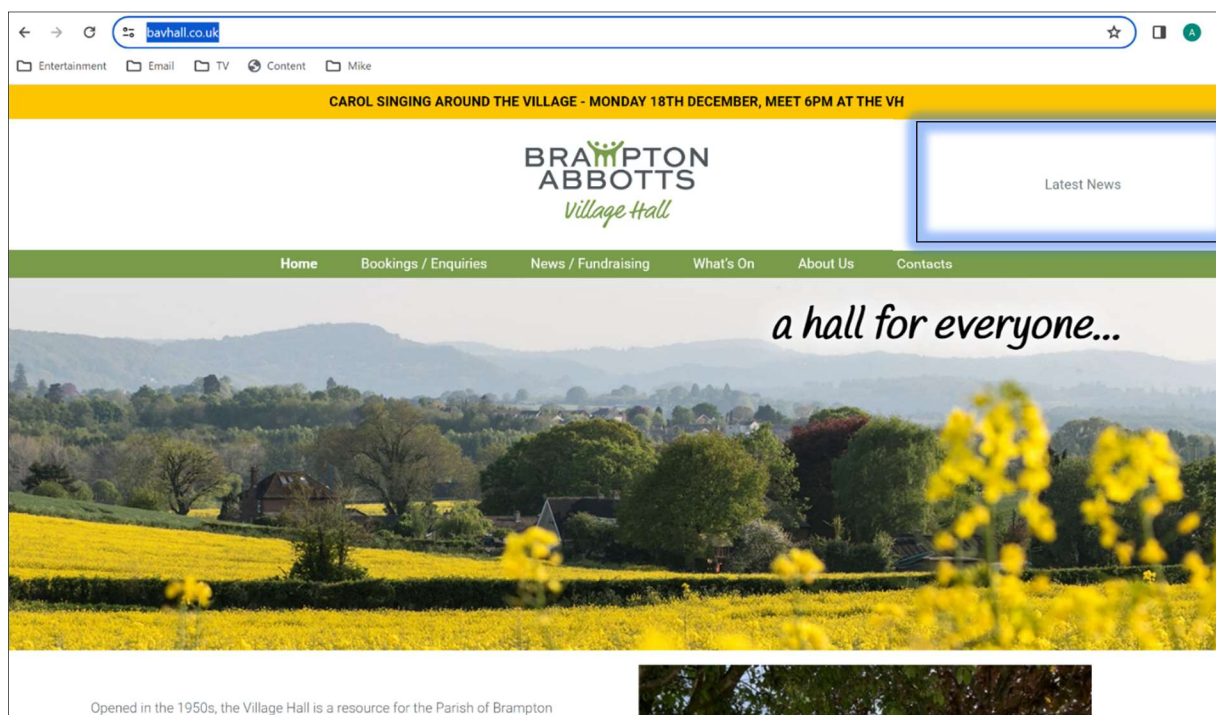 bavhall.co.uk
A
Entertainment Email TV Content Mike
CAROL SINGING AROUND THE VILLAGE - MONDAY 18TH DECEMBER, MEET 6PM AT THE VH
BRAMPTON
ABBOTTS
Village Hall
Latest News
Home Bookings / Enquiries News / Fundraising What's On About Us Contacts
a hall for everyone...
Opened in the 1950s, the Village Hall is a resource for the Parish of Brampton